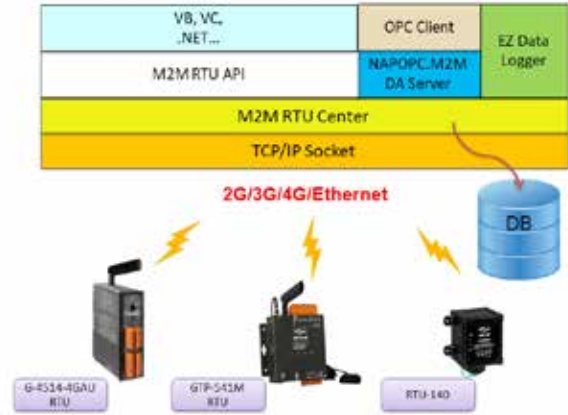 VB, VC,
.NET...
OPC Client
EZ Data
Logger
M2M RTU API
NAPOPC.M2M
DA Server
M2M RTU Center
TCP/IP Socket
2G/3G/4G/Ethernet
DB
G-4514-4GAU
RTU
GTP-541M
RTU
RTU-140